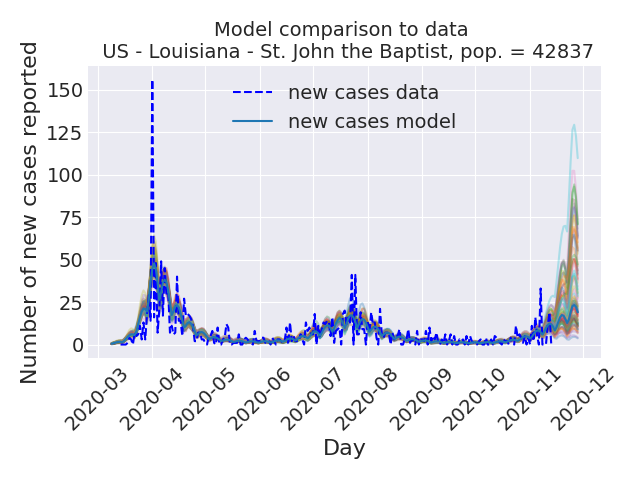 Model comparison to data
US - Louisiana - St. John the Baptist, pop. = 42837
Number of new cases reported
150
125
100
75
50
25
0
new cases data
new cases model
2020-03
2020-04
2020-05
2020-06
2020-07
2020-08
2020-09
2020-10
2020-11
2020-12
Day